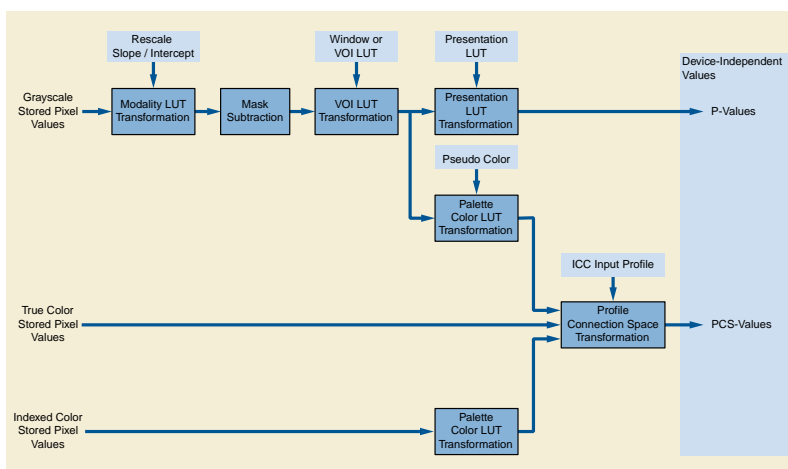 Rescale
Slope / Intercept
Window or
VOI LUT
Presentation
LUT
Device-Independent
Values
Grayscale
Stored Pixel
Values
Modality LUT
Transformation
Mask
Subtraction
VOI LUT
Transformation
Presentation
LUT
Transformation
P-Values
Pseudo Color
Palette
Color LUT
Transformation
ICC Input Profile
True Color
Stored Pixel
Values
Profile
Connection Space
Transformation
PCS-Values
Indexed Color
Stored Pixel
Values
Palette
Color LUT
Transformation